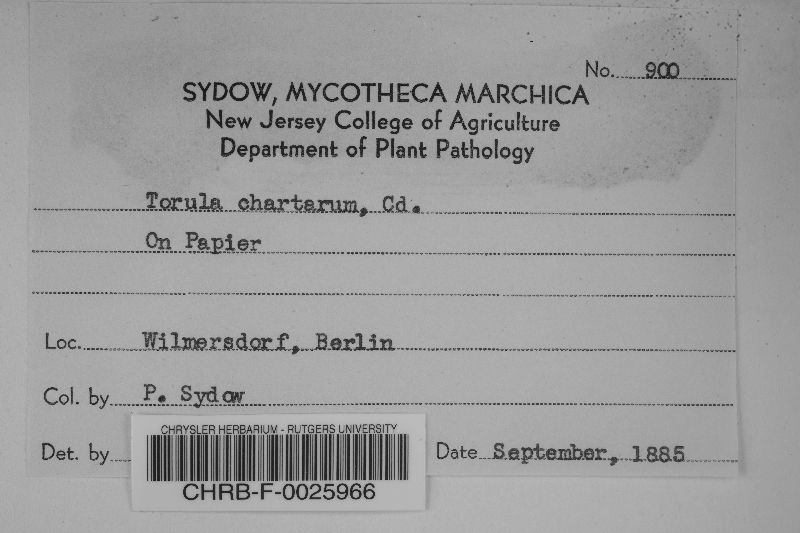 No. 900
SYDOW, MYCOTHECA MARCHICA
New Jersey College of Agriculture
Department of Plant Pathology
Torula chartarum, Cd.
On Papier
Loc. Wilmersdorf, Berlin
Col. by P. Sydow
Det. by
Date September, 1885
CHRYSLER HERBARIUM - RUTGERS UNIVERSITY
CHRB-F-0025966